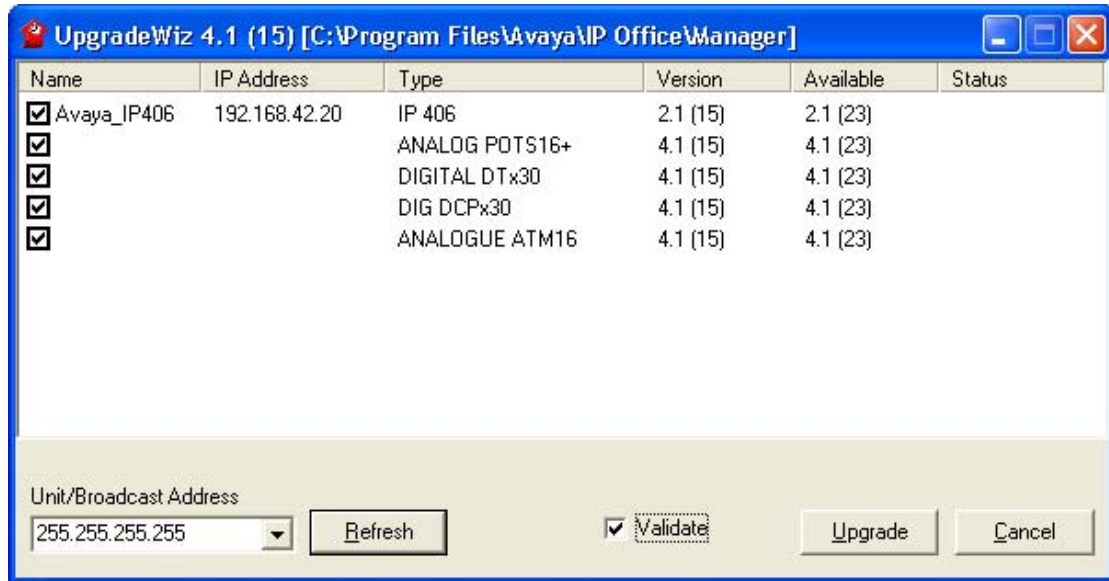 UpgradeWiz 4.1 (15) [C:\Program Files\Avaya\IP Office\Manager]
Name IP Address Type Version Available Status
Avaya_IP406 192.168.42.20 IP 406 2.1 (15) 2.1 (23)
ANALOG POTS16+ 4.1 (15) 4.1 (23)
DIGITAL DTx30 4.1 (15) 4.1 (23)
DIG DCPx30 4.1 (15) 4.1 (23)
ANALOGUE ATM16 4.1 (15) 4.1 (23)
Unit/Broadcast Address
255.255.255.255 Refresh Validate Upgrade Cancel